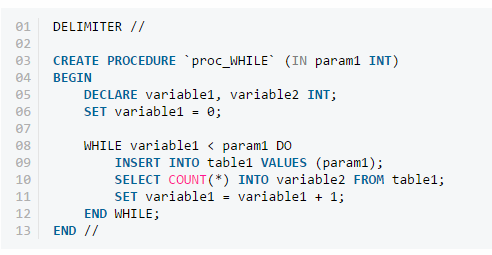 01 DELIMITER //
02
03 CREATE PROCEDURE `proc_WHILE` (IN param1 INT)
04 BEGIN
05     DECLARE variable1, variable2 INT;
06     SET variable1 = 0;
07
08     WHILE variable1 < param1 DO
09         INSERT INTO table1 VALUES (param1);
10         SELECT COUNT(*) INTO variable2 FROM table1;
11         SET variable1 = variable1 + 1;
12     END WHILE;
13 END //